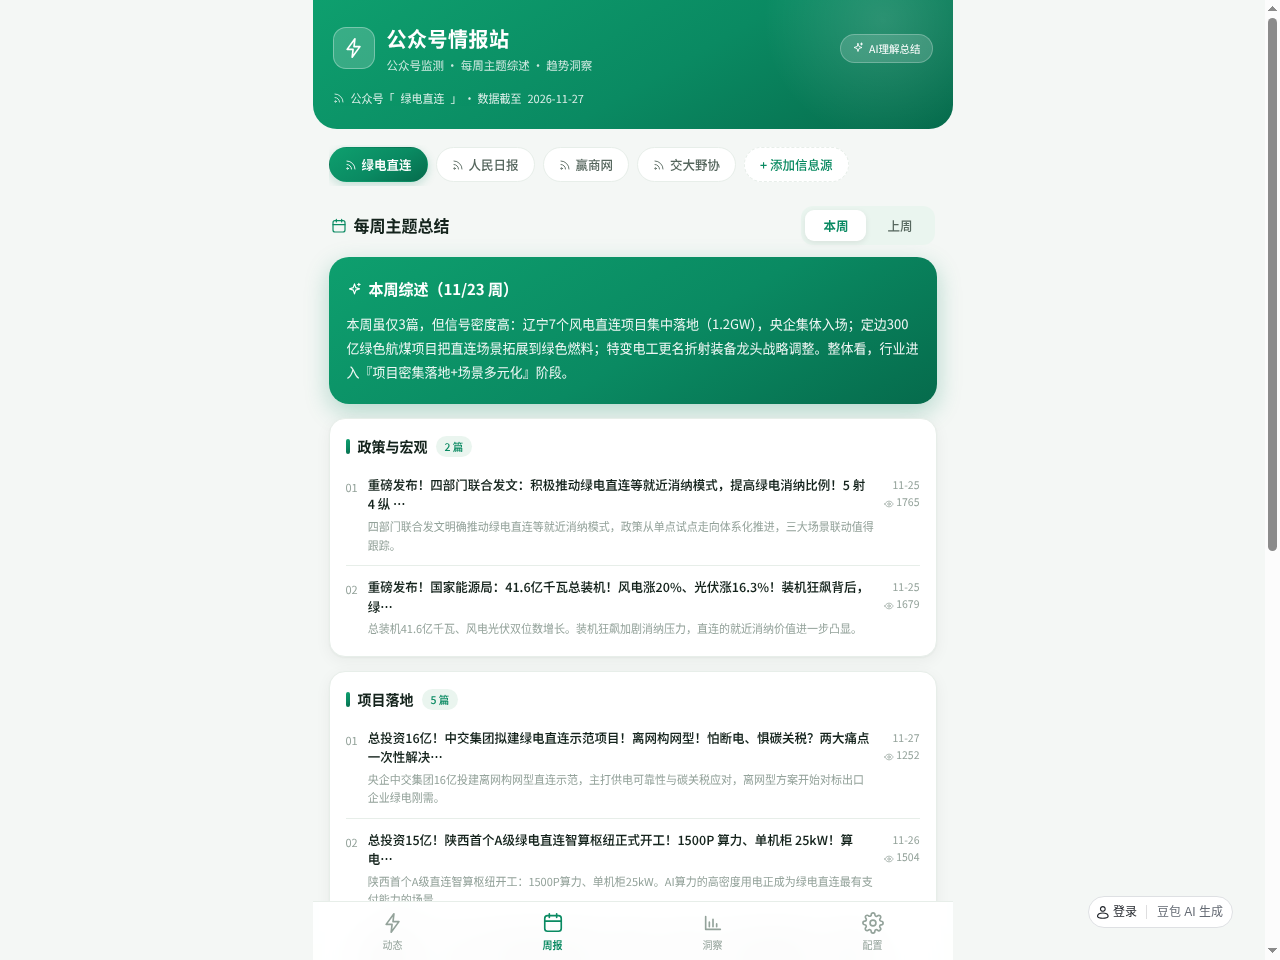 公众号情报站
公众号监测 • 每周主题综述 • 趋势洞察
AI理解总结
公众号「 绿电直连 」 • 数据截至 2026-11-27
绿电直连
人民日报
赢商网
交大野协
+ 添加信息源
每周主题总结
本周
上周
本周综述（11/23 周）
本周虽仅3篇，但信号密度高：辽宁7个风电直连项目集中落地（1.2GW），央企集体入场；定边300
亿绿色航煤项目把直连场景拓展到绿色燃料；特变电工更名折射装备龙头战略调整。整体看，行业进
入『项目密集落地+场景多元化』阶段。
政策与宏观
2 篇
01
重磅发布！四部门联合发文：积极推动绿电直连等就近消纳模式，提高绿电消纳比例！5 射
4 纵 …
11-25
1765
四部门联合发文明确推动绿电直连等就近消纳模式，政策从单点试点走向体系化推进，三大场景联动值得
跟踪。
02
重磅发布！国家能源局：41.6亿千瓦总装机！风电涨20%、光伏涨16.3%！装机狂飙背后，
绿…
11-25
1679
总装机41.6亿千瓦、风电光伏双位数增长。装机狂飙加剧消纳压力，直连的就近消纳价值进一步凸显。
项目落地
5 篇
01
总投资16亿！中交集团拟建绿电直连示范项目！离网构网型！怕断电、惧碳关税？两大痛点
一次性解决…
11-27
1252
央企中交集团16亿投建离网构网型直连示范，主打供电可靠性与碳关税应对，离网型方案开始对标出口
企业绿电刚需。
02
总投资15亿！陕西首个A级绿电直连智算枢纽正式开工！1500P 算力、单机柜 25kW！算
电…
11-26
1504
陕西首个A级直连智算枢纽开工：1500P算力、单机柜25kW。AI算力的高密度用电正成为绿电直连最有支
付能力的场景。
动态
周报
洞察
配置
登录
豆包 AI 生成